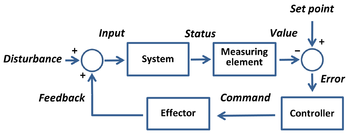 Set point
Input
Status
Value
Disturbance
+
+
System
Measuring
element
−
+
Feedback
Error
Command
Effector
Controller